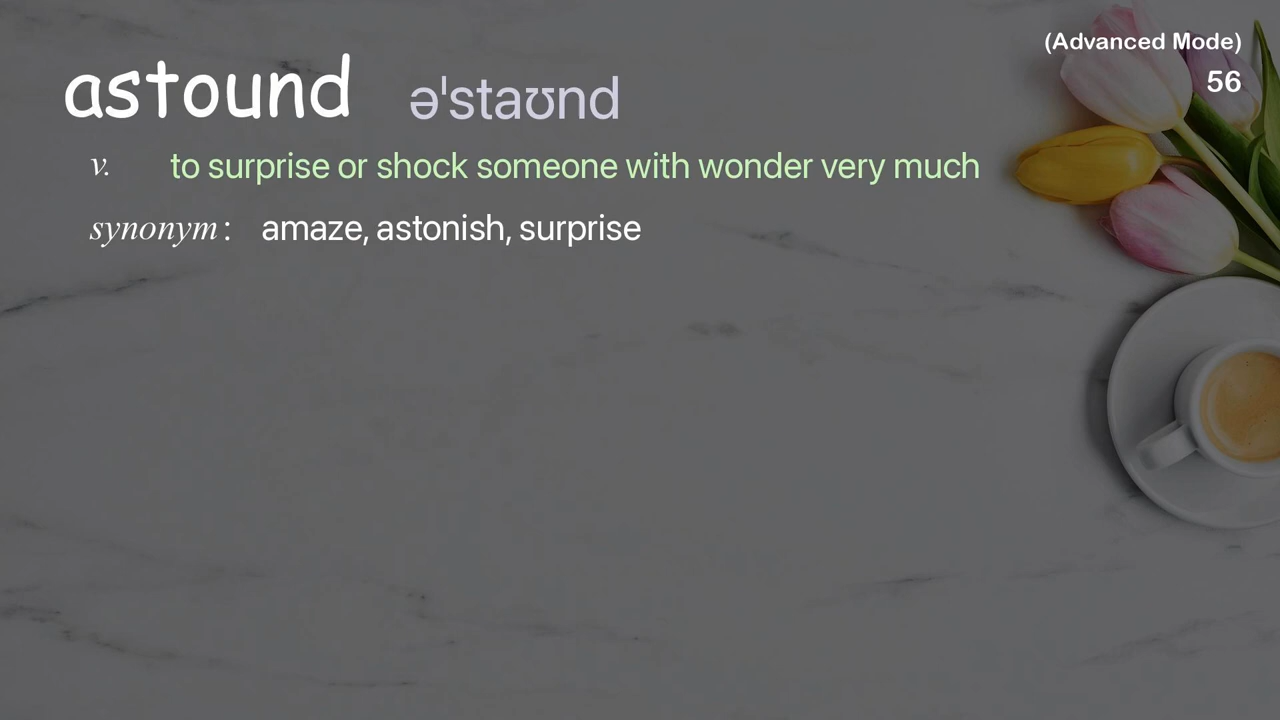 (Advanced Mode)
56
astound əˈstaʊnd
v. to surprise or shock someone with wonder very much
synonym : amaze, astonish, surprise